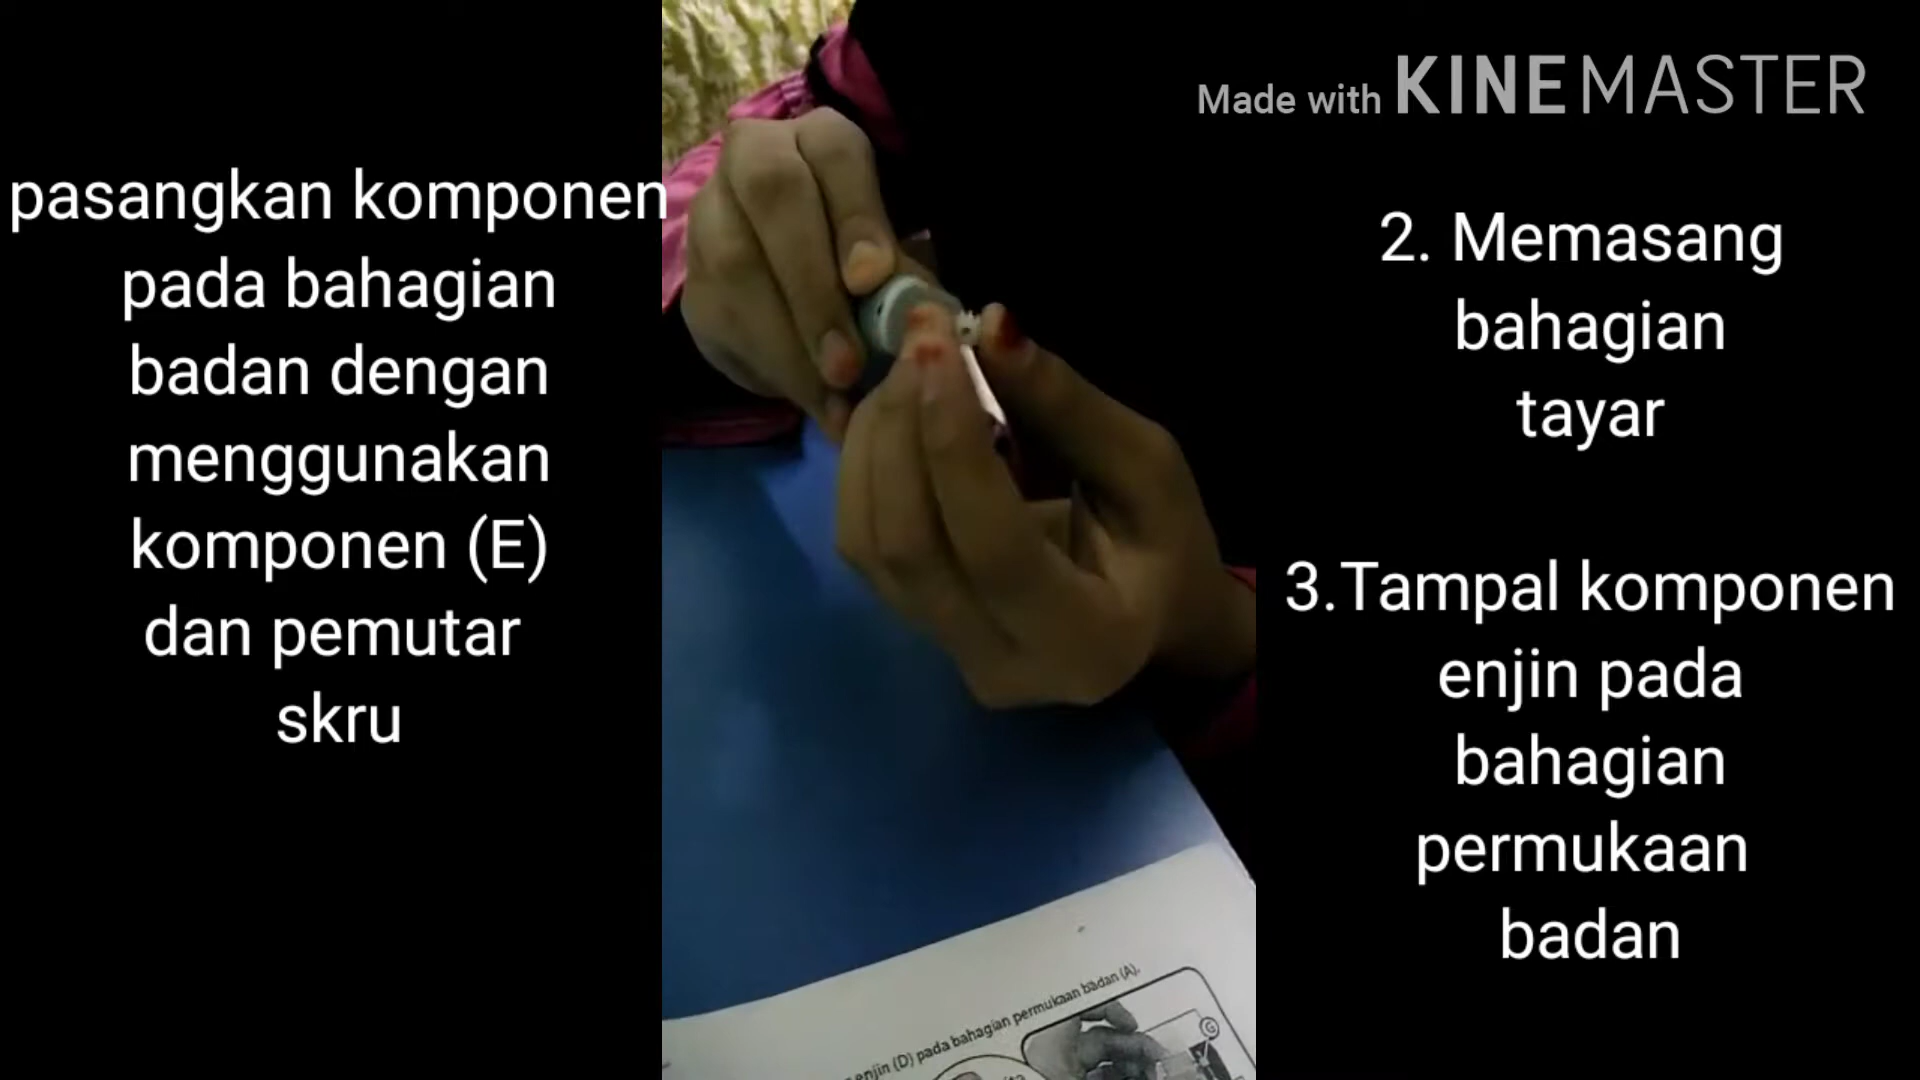 pasangkan komponen
pada bahagian
badan dengan
menggunakan
komponen (E)
dan pemutar
skru
Made with KINEMASTER
2. Memasang
bahagian
tayar
3.Tampal komponen
enjin pada
bahagian
permukaan
badan
enjin (D) pada bahagian permukaan badan (A).
G